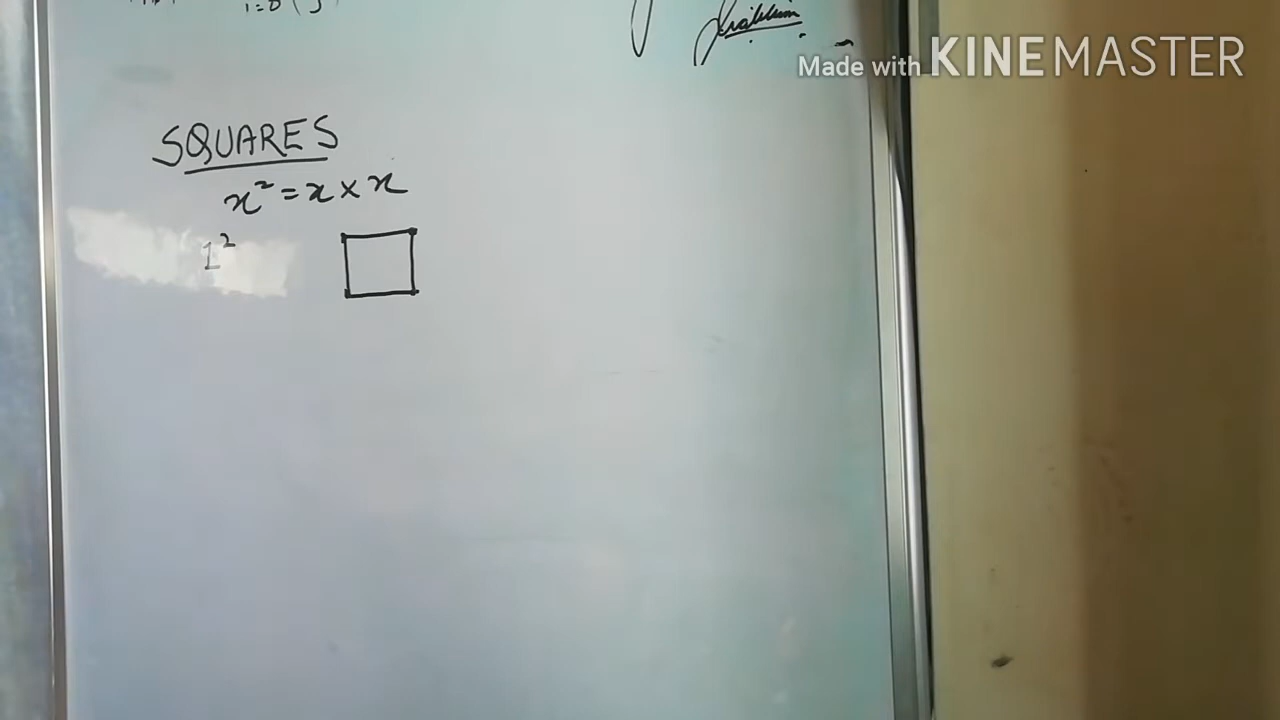 Made with KINEMASTER
SQUARES
x² = x × x
1²